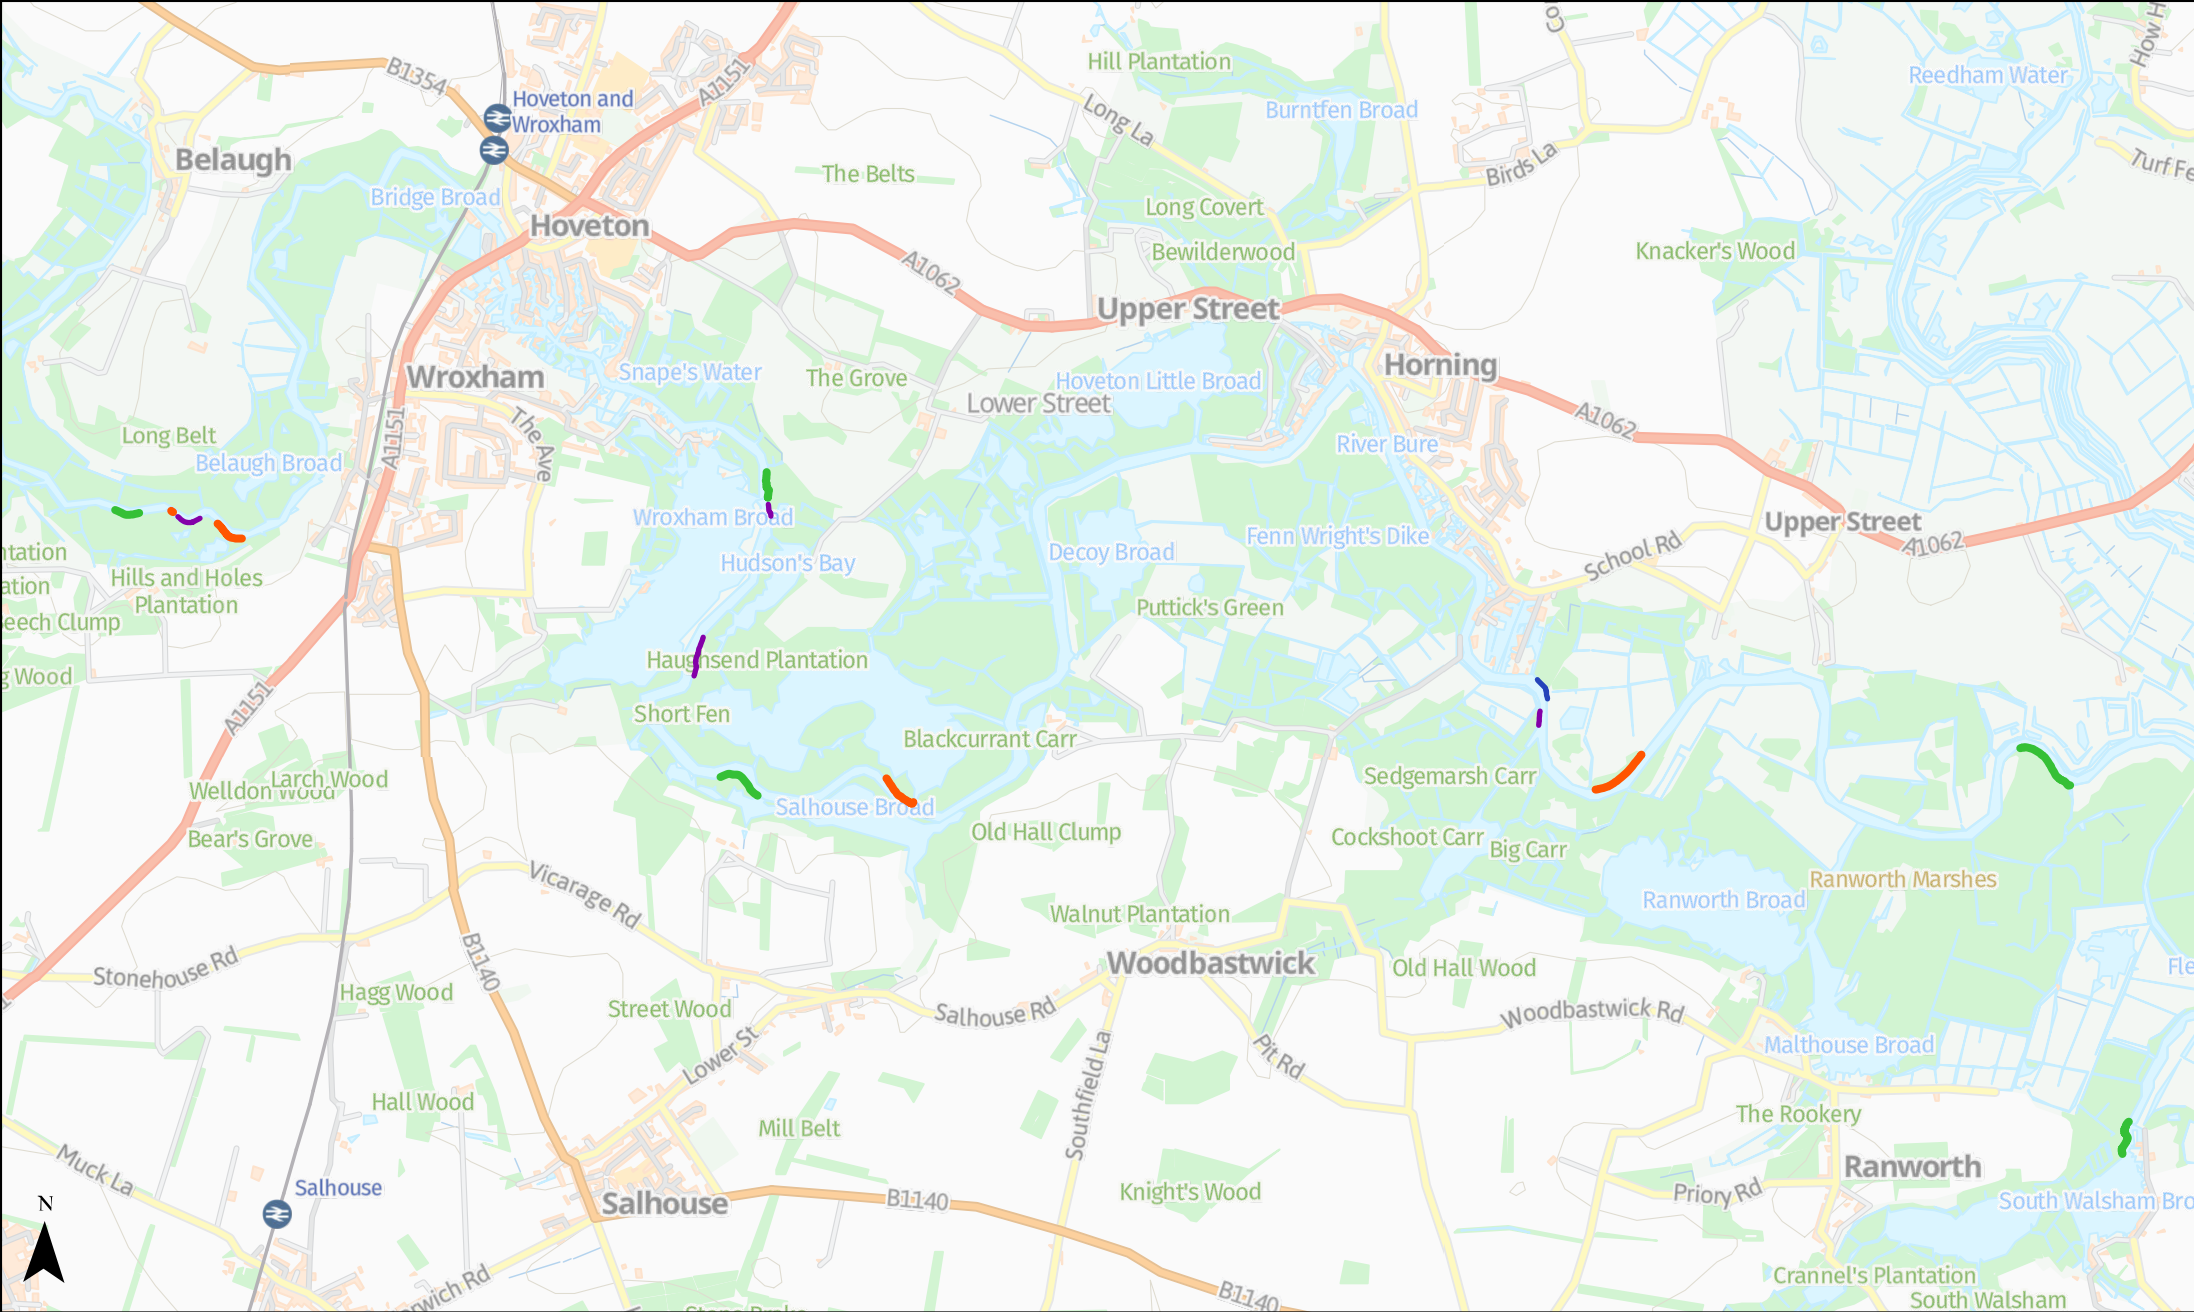 B1354
Hoveton and
Wroxham
A1151
Hill Plantation
Burntfen Broad
Reedham Water
Long La
Belaugh
Bridge Broad
The Belts
Birds La
Hoveton
Long Covert
Bewilderwood
Knacker's Wood
A1062
Upper Street
Wroxham
Snape's Water
The Grove
Hoveton Little Broad
Lower Street
Horning
A1062
A1151
The Ave
Long Belt
Belaugh Broad
River Bure
Wroxham Broad
Hudson's Bay
Decoy Broad
Fenn Wright's Dike
School Rd
Upper Street
A1062
Hills and Holes
Plantation
Puttick's Green
Haughsend Plantation
Short Fen
Blackcurrant Carr
A1151
Larch Wood
Welldon Wood
Bear's Grove
Salhouse Broad
Old Hall Clump
Sedgemarsh Carr
Cockshoot Carr
Big Carr
Ranworth Marshes
Ranworth Broad
Vicarage Rd
Walnut Plantation
Woodbastwick
Old Hall Wood
Stonehouse Rd
B1140
Hagg Wood
Street Wood
Salhouse Rd
Woodbastwick Rd
Pit Rd
Malthouse Broad
Lower St
Southfield La
Hall Wood
Mill Belt
The Rookery
Muck La
Salhouse
Salhouse
B1140
Knight's Wood
Priory Rd
Ranworth
South Walsham Bro
Crannel's Plantation
South Walsham
B1140
N